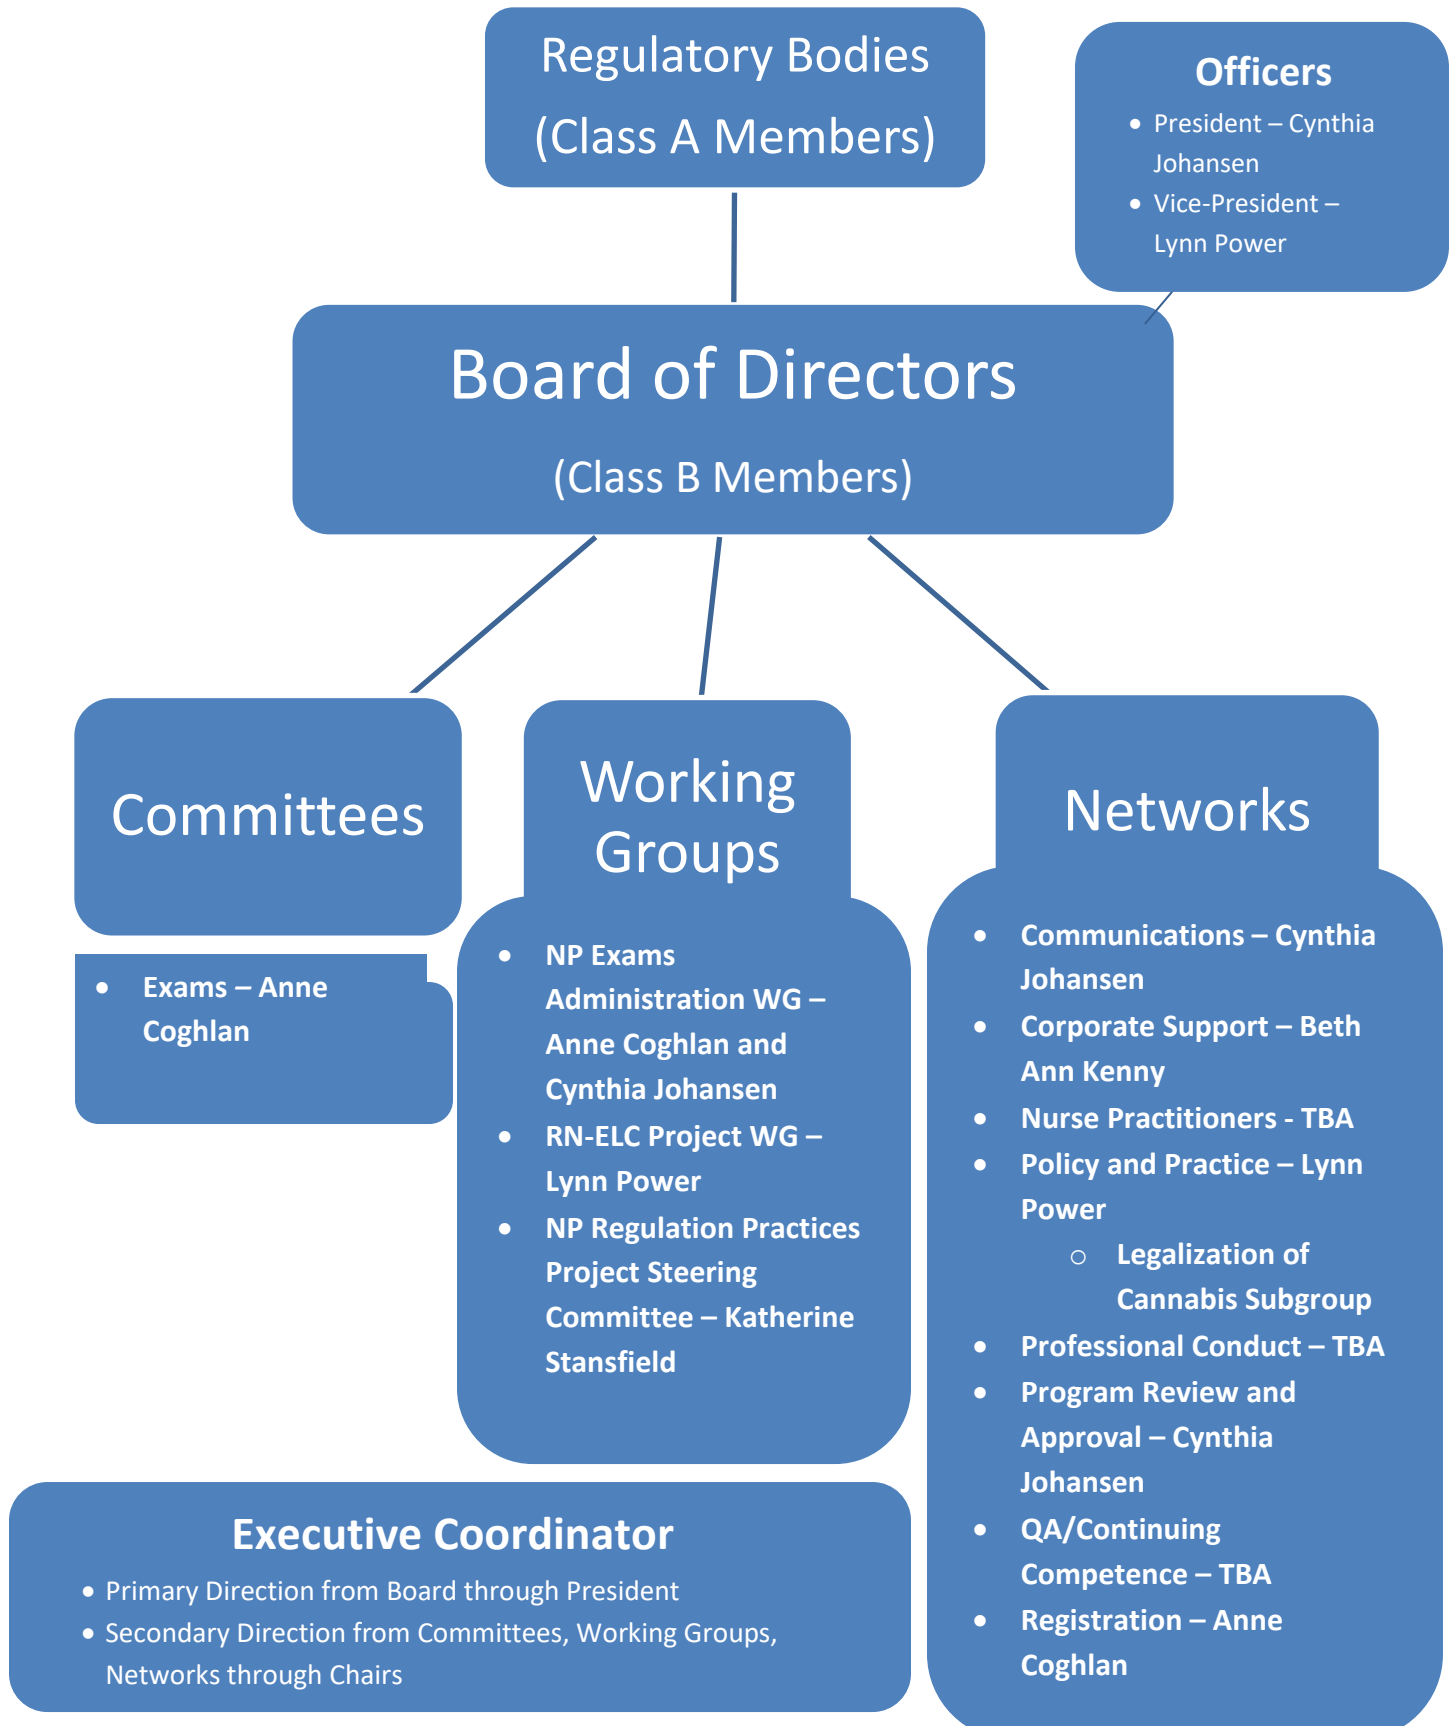 Regulatory Bodies
(Class A Members)
Officers
• President – Cynthia
Johansen
• Vice-President –
Lynn Power
Board of Directors
(Class B Members)
Committees
• Exams – Anne
Coghlan
Working
Groups
• NP Exams
Administration WG –
Anne Coghlan and
Cynthia Johansen
• RN-ELC Project WG –
Lynn Power
• NP Regulation Practices
Project Steering
Committee – Katherine
Stansfield
Networks
• Communications – Cynthia
Johansen
• Corporate Support – Beth
Ann Kenny
• Nurse Practitioners - TBA
• Policy and Practice – Lynn
Power
○ Legalization of
Cannabis Subgroup
• Professional Conduct – TBA
• Program Review and
Approval – Cynthia
Johansen
• QA/Continuing
Competence – TBA
• Registration – Anne
Coghlan
Executive Coordinator
• Primary Direction from Board through President
• Secondary Direction from Committees, Working Groups,
Networks through Chairs